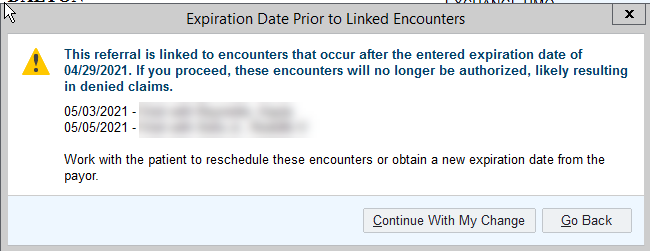 Expiration Date Prior to Linked Encounters
x
This referral is linked to encounters that occur after the entered expiration date of
04/29/2021. If you proceed, these encounters will no longer be authorized, likely resulting
in denied claims.
05/03/2021 -
05/05/2021 -
Work with the patient to reschedule these encounters or obtain a new expiration date from the
payor.
Continue With My Change
Go Back